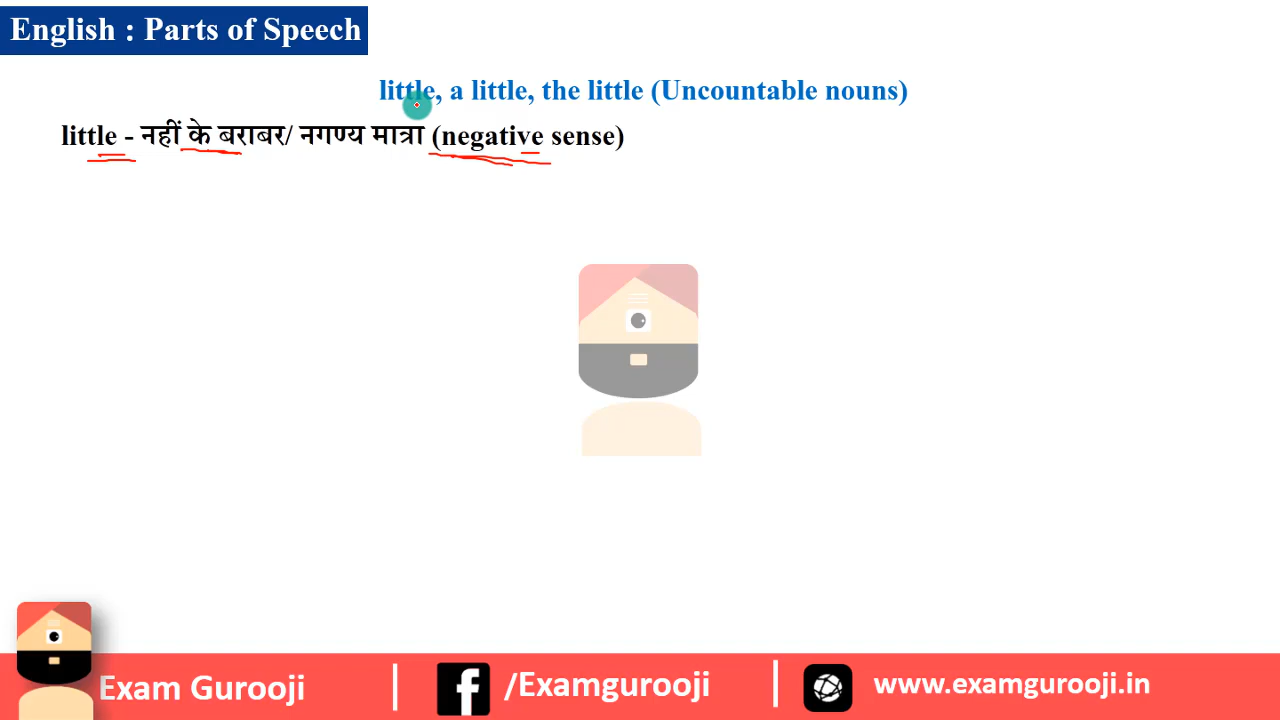 English : Parts of Speech
little, a little, the little (Uncountable nouns)
little - नहीं के बराबर/ नगण्य मात्रा (negative sense)
Exam Gurooji
/Examgurooji
www.examgurooji.in